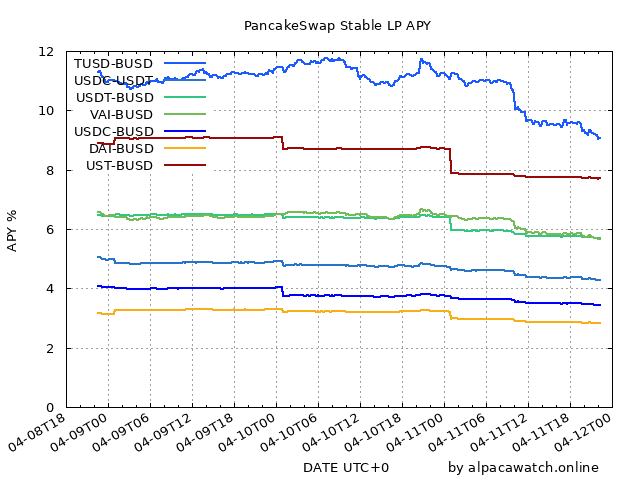 PancakeSwap Stable LP APY
12
10
8
6
4
2
0
APY %
TUSD-BUSD
USDC-USDT
USDT-BUSD
VAI-BUSD
USDC-BUSD
DAT-BUSD
UST-BUSD
04-08T18
04-09T00
04-09T06
04-09T12
04-09T18
04-10T00
04-10T06
04-10T12
04-10T18
04-11T00
04-11T06
04-11T12
04-11T18
04-12T00
DATE UTC+0
by alpacawatch.online